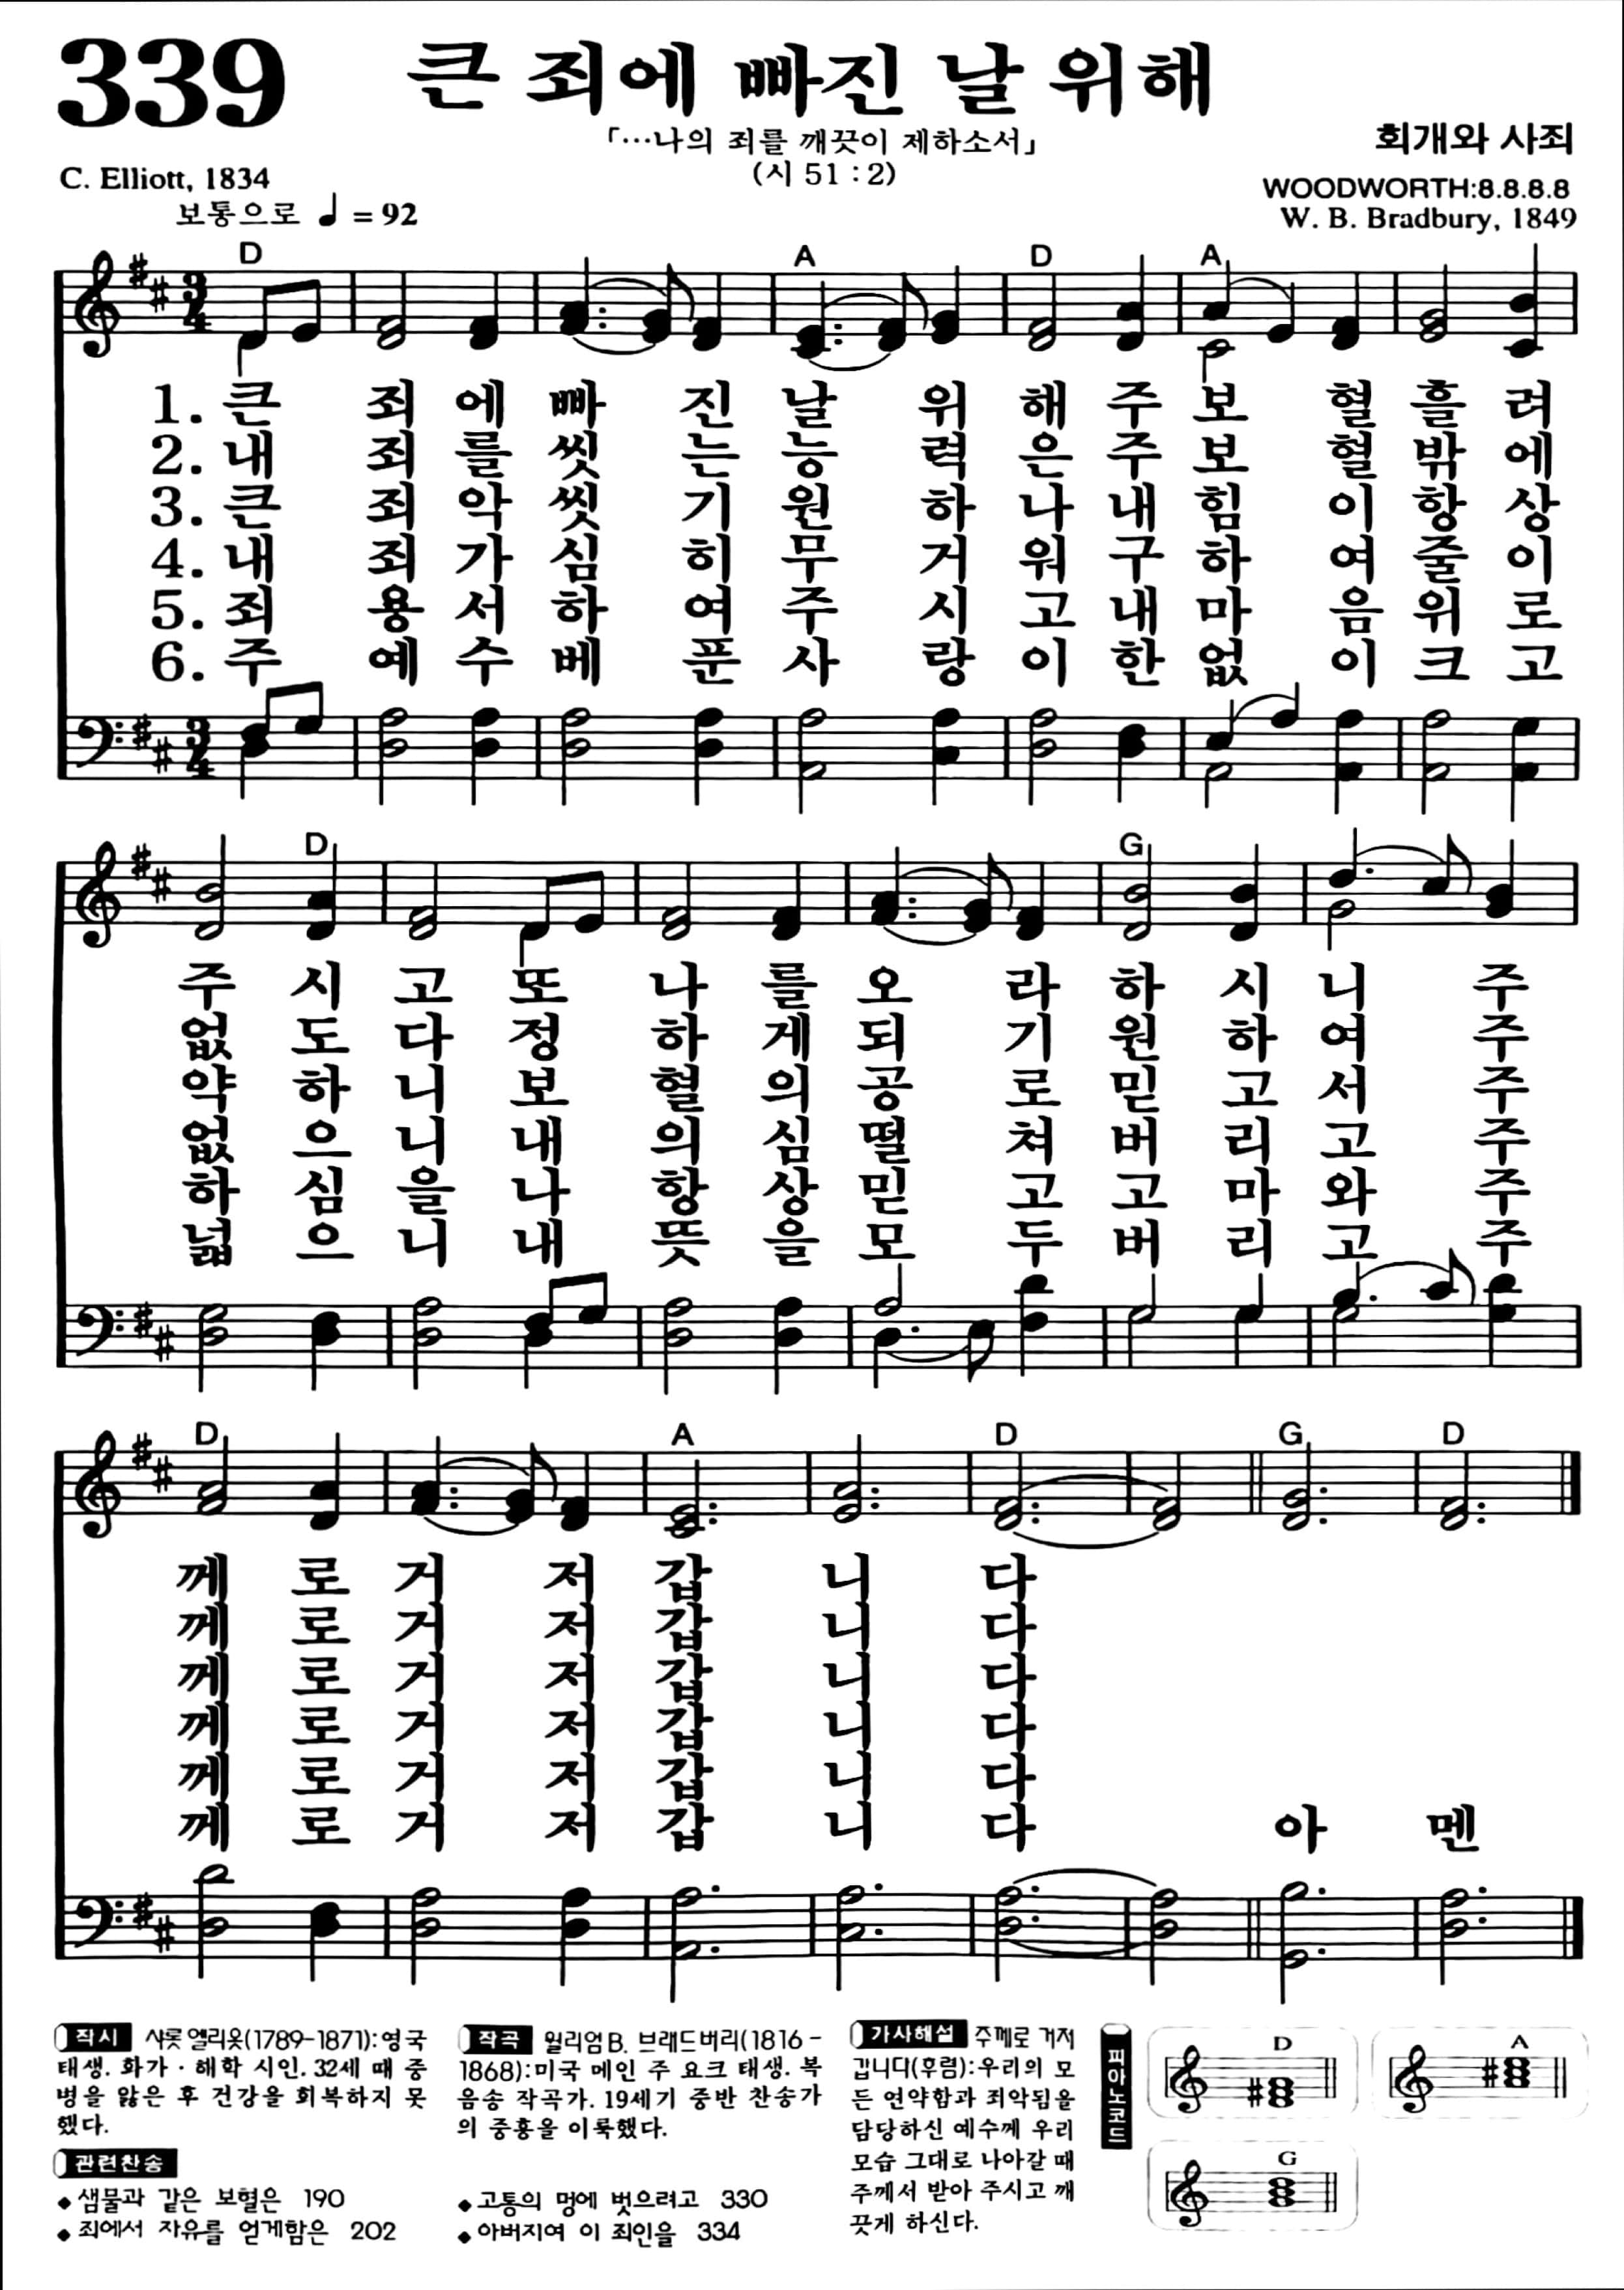 339
큰 죄에 빠진 날 위해
「…나의 죄를 깨끗이 제하소서」
(시 51 : 2)
회개와 사죄
C. Elliott, 1834
WOODWORTH:8.8.8.8
보통으로 ♩ = 92
W. B. Bradbury, 1849
D A D A
1. 큰 죄 에 빠 진 날 위 해 주 보 혈 흘 려
2. 내 죄 를 씻 는 능 력 은 주 보 혈 밖 에
3. 큰 죄 악 씻 기 원 하 나 내 힘 이 항 상
4. 내 죄 가 심 히 무 거 워 구 하 여 줄 이
5. 죄 용 서 하 여 주 시 고 내 마 음 위 로
6. 주 예 수 베 푼 사 랑 이 한 없 이 크 고
D G
주 시 고 또 나 를 오 라 하 시 니 주
없 도 다 정 하 게 되 기 원 하 여 주
약 하 니 보 혈 의 공 로 믿 고 서 주
없 으 니 내 의 심 떨 쳐 버 리 고 주
하 심 을 나 항 상 믿 고 고 마 와 주
넓 으 니 내 뜻 을 모 두 버 리 고 주
D A D G D
께 로 거 저 갑 니 다
께 로 거 저 갑 니 다
께 로 거 저 갑 니 다
께 로 거 저 갑 니 다
께 로 거 저 갑 니 다
께 로 거 저 갑 니 다 아 멘
작시 샤롯 엘리옷(1789-1871):영국
태생. 화가 · 해학 시인. 32세 때 중
병을 앓은 후 건강을 회복하지 못
했다.
관련찬송
◆ 샘물과 같은 보혈은 190
◆ 죄에서 자유를 얻게함은 202
작곡 윌리엄 B. 브래드버리(1816-
1868):미국 메인 주 요크 태생. 복
음송 작곡가. 19세기 중반 찬송가
의 중흥을 이룩했다.
◆ 고통의 멍에 벗으려고 330
◆ 아버지여 이 죄인을 334
가사해설 주께로 거저
갑니다(후렴):우리의 모
든 연약함과 죄악됨을
담당하신 예수께 우리
모습 그대로 나아갈 때
주께서 받아 주시고 깨
끗게 하신다.
피아노코드
D A
G